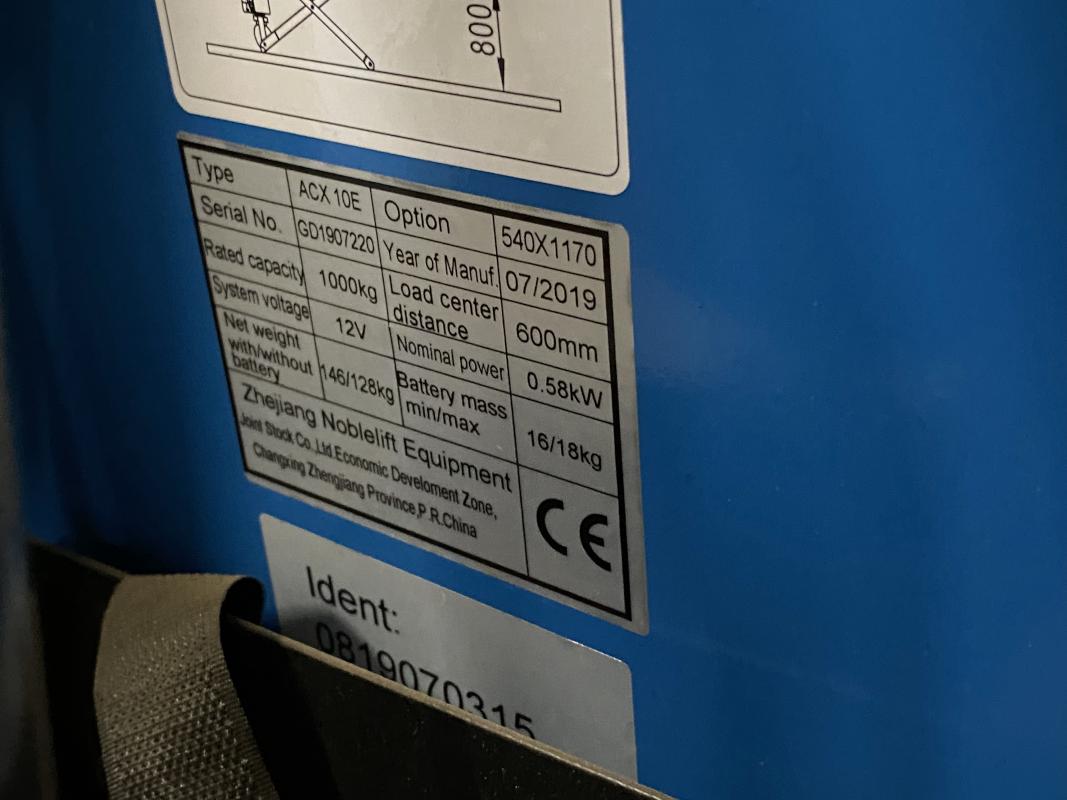 800
Type ACX 10E Option 540X1170
Serial No. GD1907220 Year of Manuf. 07/2019
Rated capacity 1000kg Load center
distance 600mm
System voltage 12V Nominal power 0.58kW
Net weight
with/without
battery 146/128kg Battery mass
min/max 16/18kg
Zhejiang Noblelift Equipment
Joint Stock Co.,Ltd.Economic Develoment Zone,
Changxing Zhengjiang Province,P.R.China
CE
Ident:
0819070315